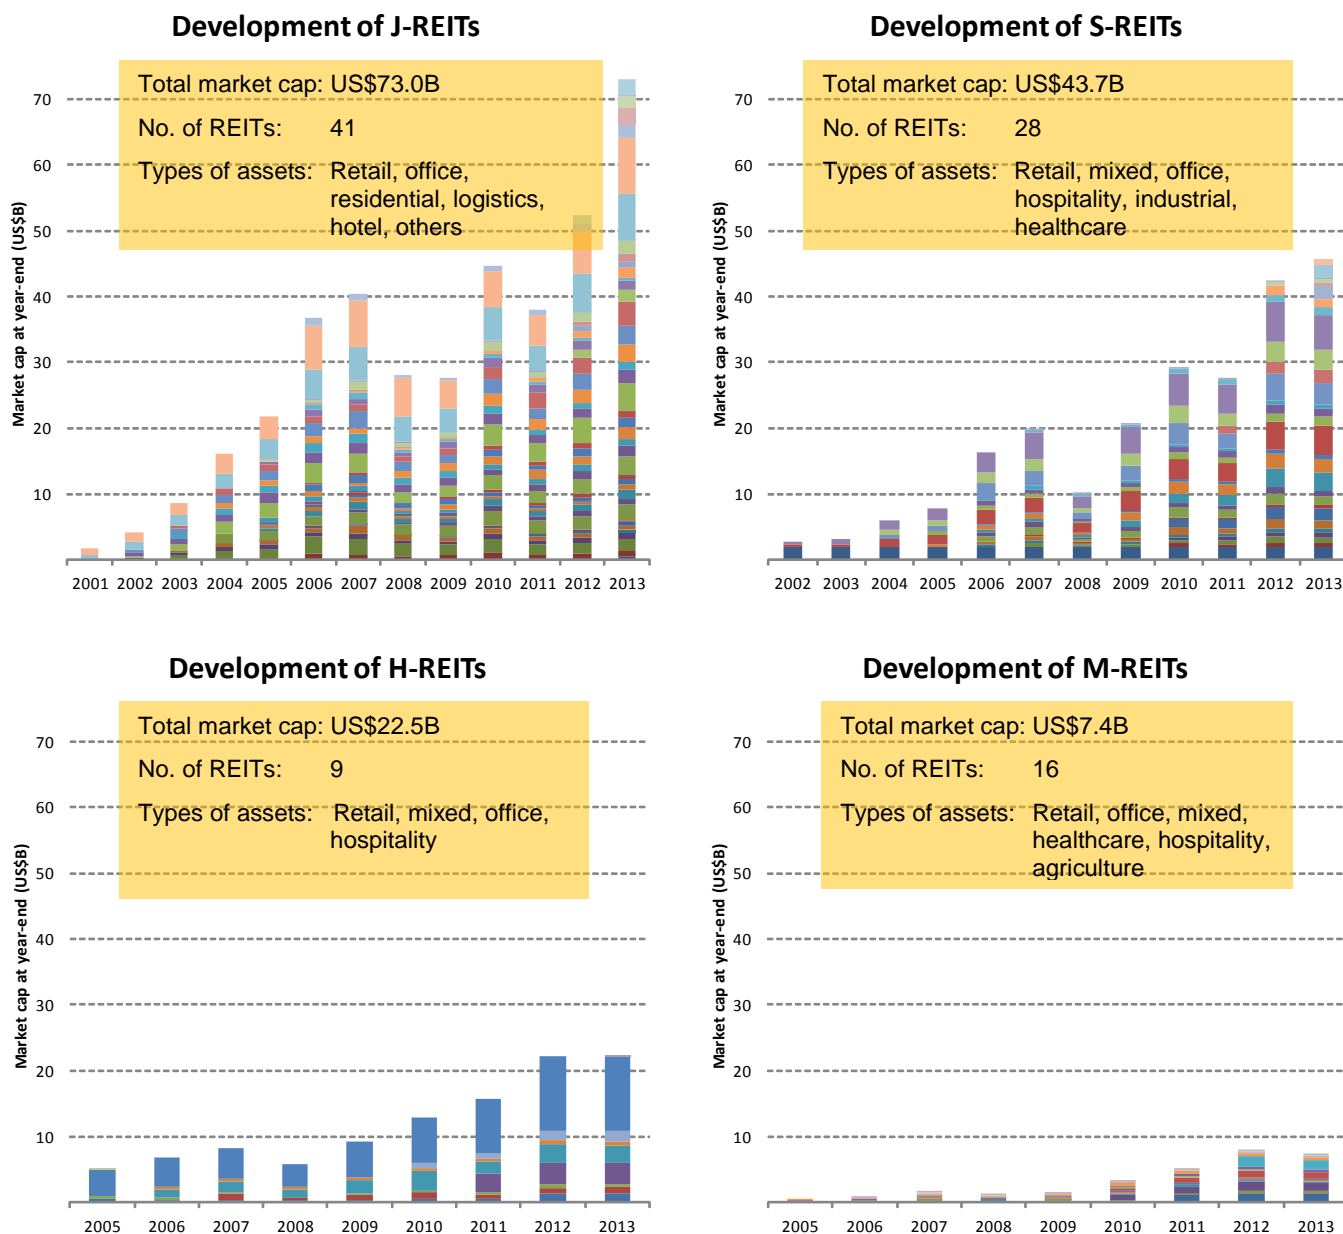 Development of J-REITs
Total market cap: US$73.0B
No. of REITs: 41
Types of assets: Retail, office,
residential, logistics,
hotel, others
Market cap at year-end (US$B)
70
60
50
40
30
20
10
2001 2002 2003 2004 2005 2006 2007 2008 2009 2010 2011 2012 2013
Development of S-REITs
Total market cap: US$43.7B
No. of REITs: 28
Types of assets: Retail, mixed, office,
hospitality, industrial,
healthcare
Market cap at year-end (US$B)
70
60
50
40
30
20
10
2002 2003 2004 2005 2006 2007 2008 2009 2010 2011 2012 2013
Development of H-REITs
Total market cap: US$22.5B
No. of REITs: 9
Types of assets: Retail, mixed, office,
hospitality
Market cap at year-end (US$B)
70
60
50
40
30
20
10
2005 2006 2007 2008 2009 2010 2011 2012 2013
Development of M-REITs
Total market cap: US$7.4B
No. of REITs: 16
Types of assets: Retail, office, mixed,
healthcare, hospitality,
agriculture
Market cap at year-end (US$B)
70
60
50
40
30
20
10
2005 2006 2007 2008 2009 2010 2011 2012 2013